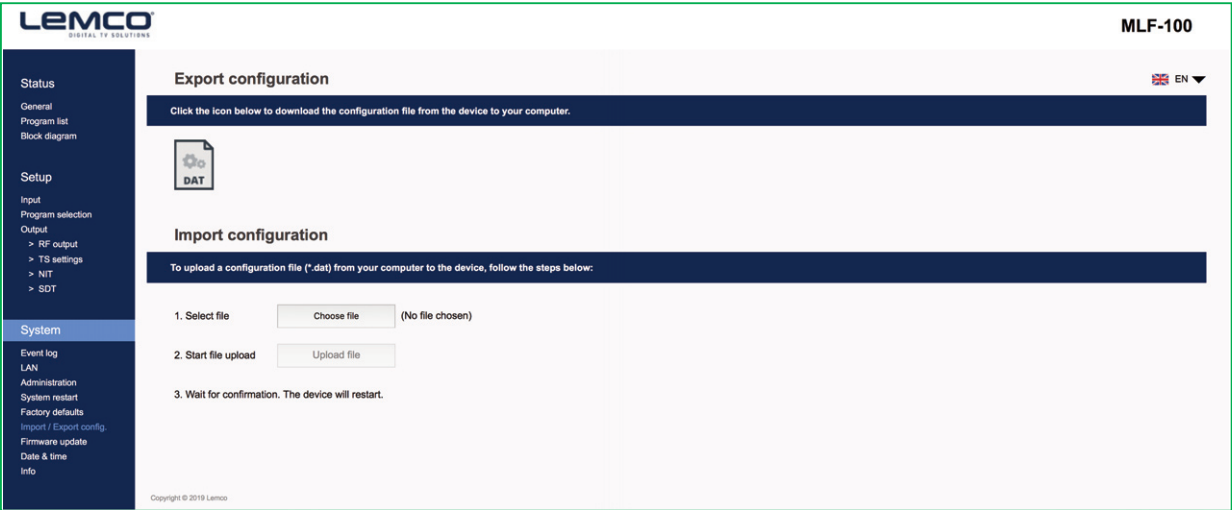 LEMCO
DIGITAL TV SOLUTIONS
MLF-100
Status
General
Program list
Block diagram
Setup
Input
Program selection
Output
> RF output
> TS settings
> NIT
> SDT
System
Event log
LAN
Administration
System restart
Factory defaults
Import / Export config.
Firmware update
Date & time
Info
Export configuration
EN
Click the icon below to download the configuration file from the device to your computer.
DAT
Import configuration
To upload a configuration file (*.dat) from your computer to the device, follow the steps below:
1. Select file Choose file (No file chosen)
2. Start file upload Upload file
3. Wait for confirmation. The device will restart.
Copyright © 2019 Lemco